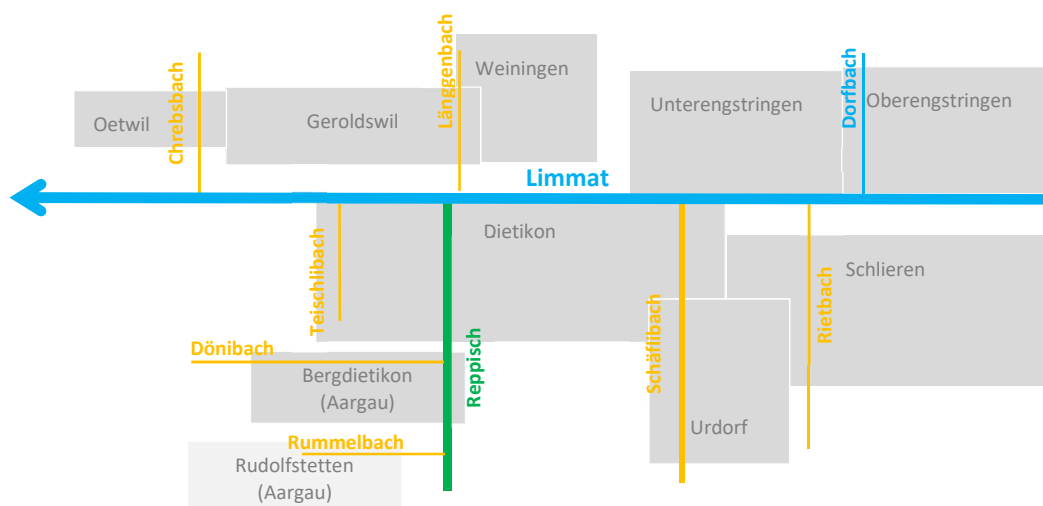 Weiningen
Chrebsbach
Länggenbach
Dorfbach
Oetwil
Geroldswil
Unterengstringen
Oberengstringen
Limmat
Dietikon
Schlieren
Teischlibach
Reppisch
Schäflibach
Rietbach
Dönibach
Bergdietikon
(Aargau)
Urdorf
Rummelbach
Rudolfstetten
(Aargau)